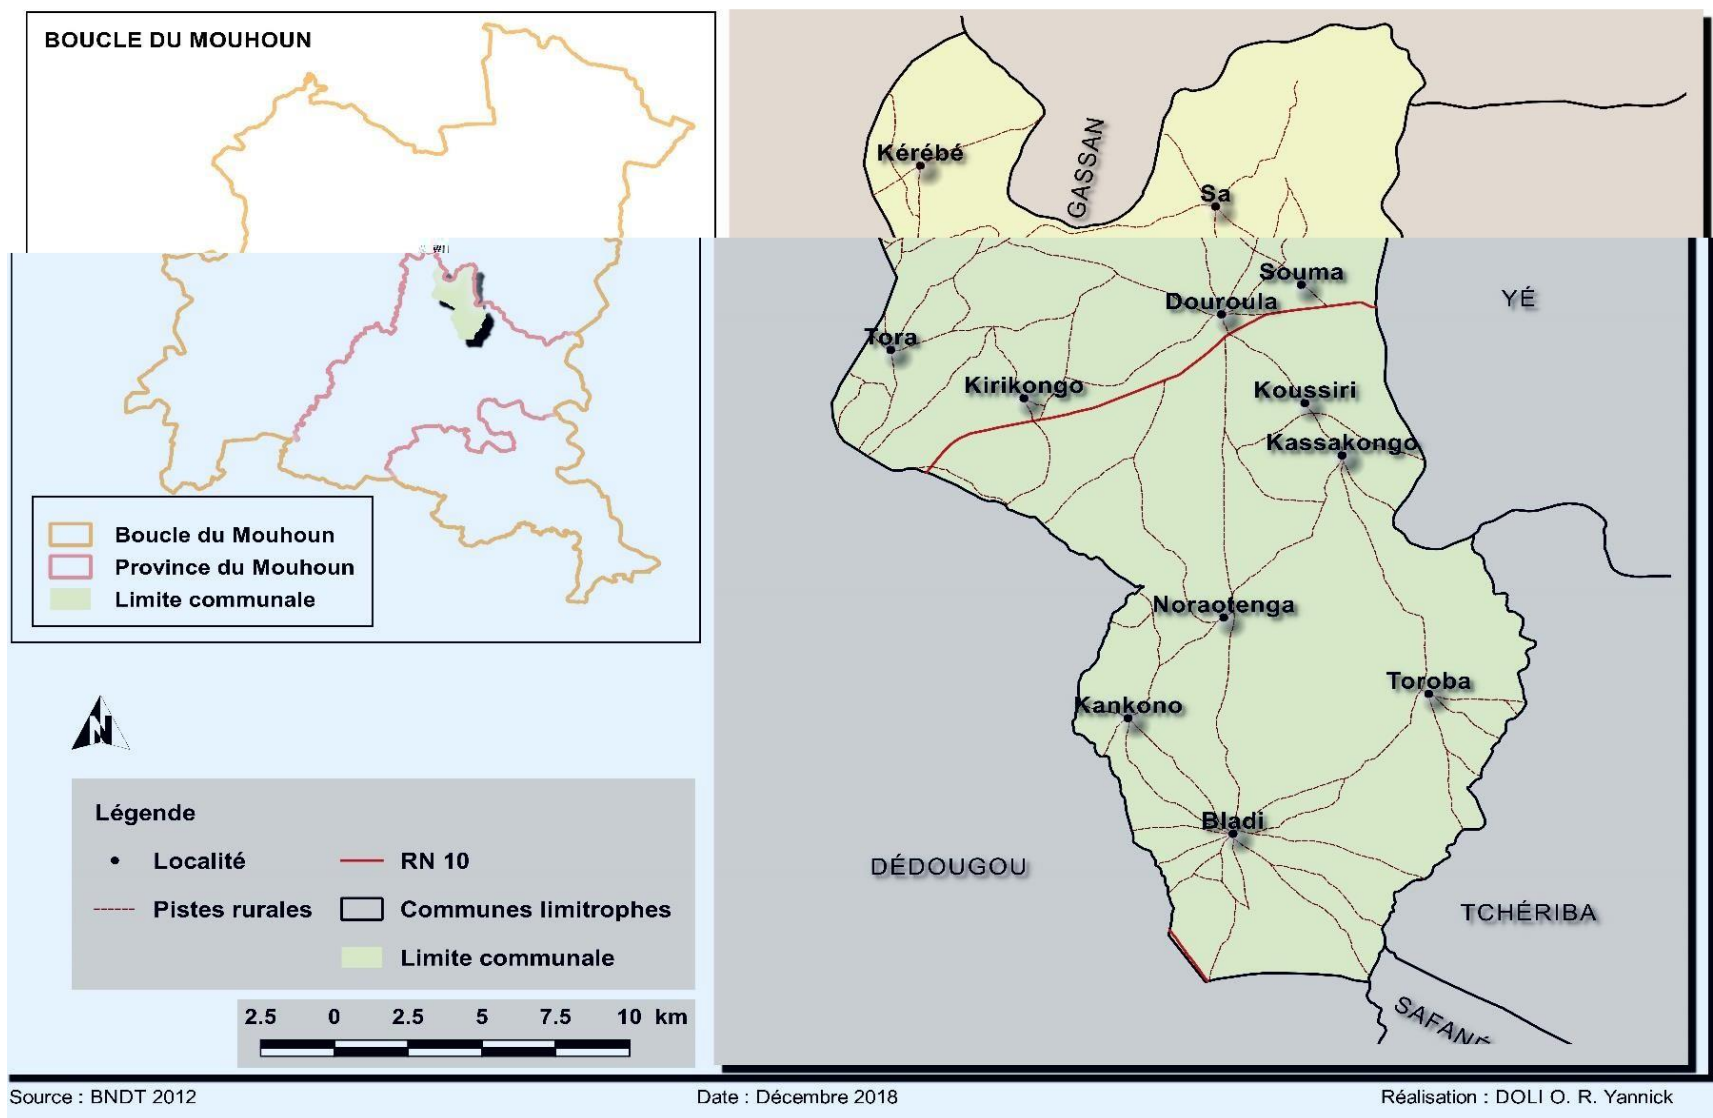 BOUCLE DU MOUHOUN
Boucle du Mouhoun
Province du Mouhoun
Limite communale
N
Légende
Localité
RN 10
Pistes rurales
Communes limitrophes
Limite communale
2.5 0 2.5 5 7.5 10 km
Kérébé
GASSAN
Sa
Souma
YÉ
Douroula
Tora
Kirikongo
Koussiri
Kassakongo
Noraotenga
Toroba
Kankono
Bladi
DÉDOUGOU
TCHÉRIBA
SAFANÉ
Source : BNDT 2012
Date : Décembre 2018
Réalisation : DOLI O. R. Yannick